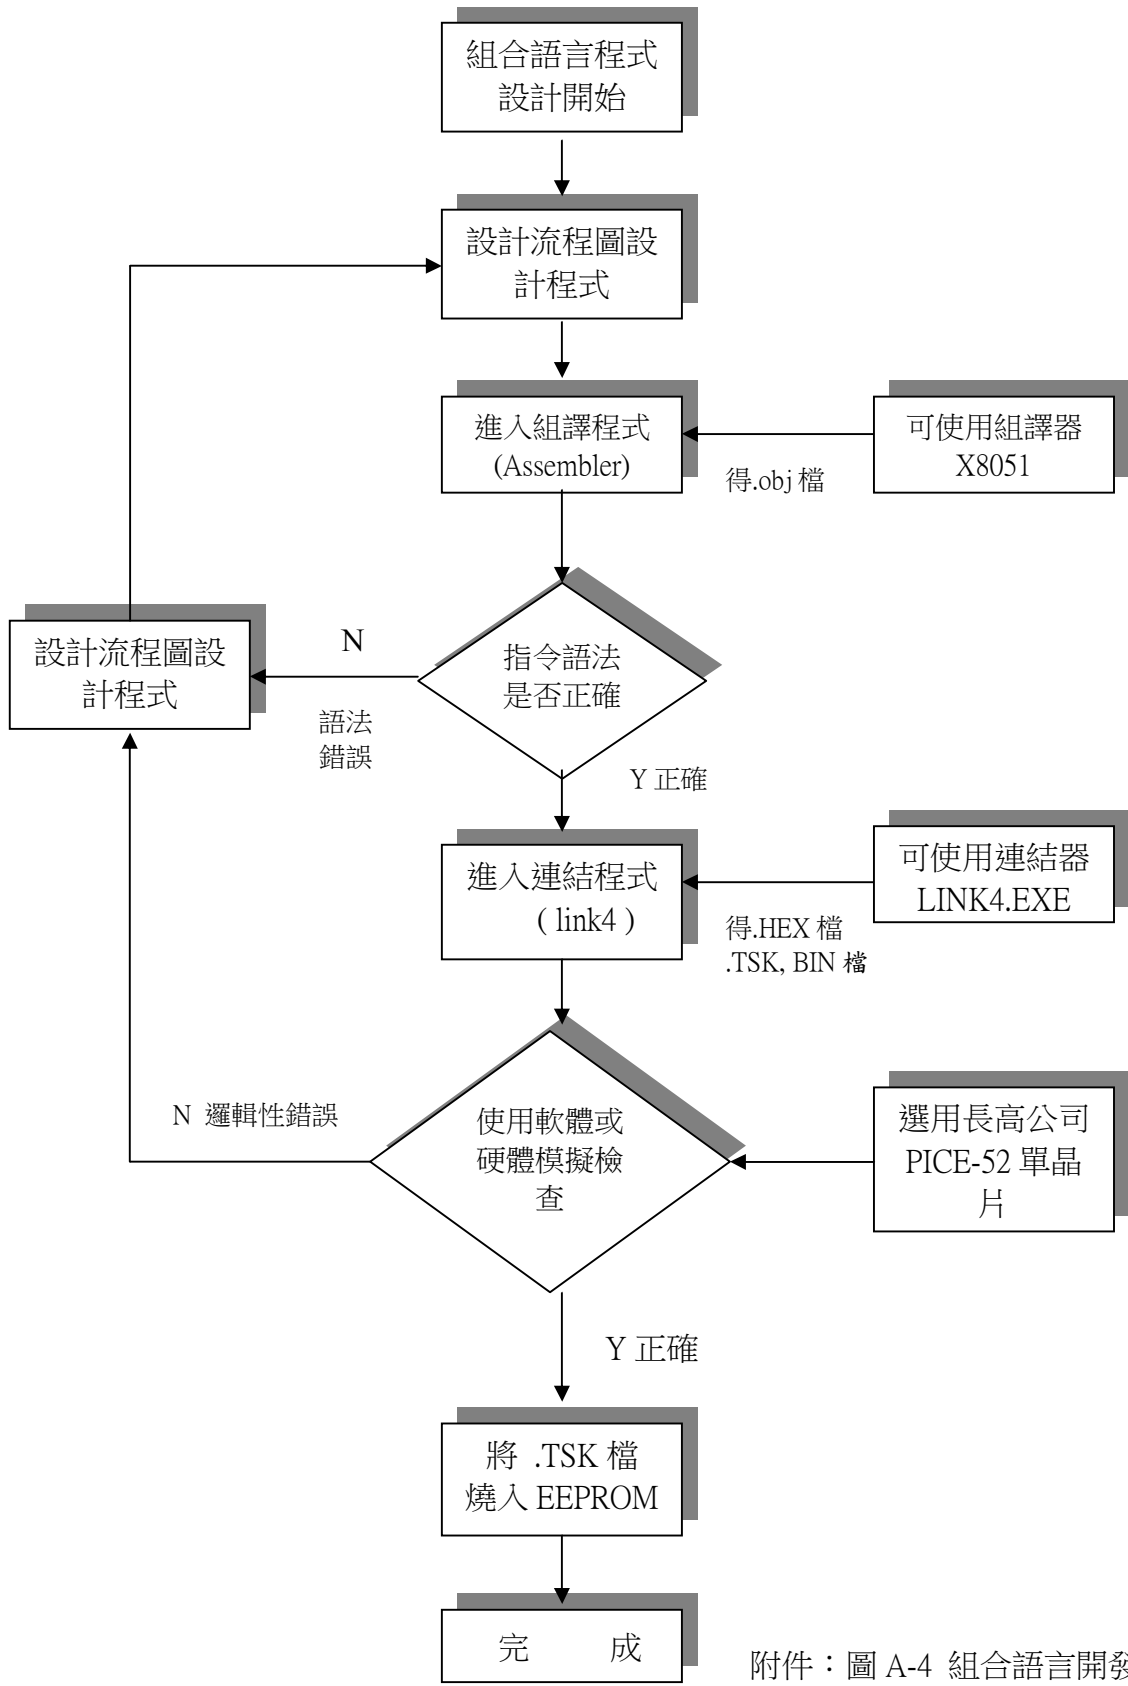 組合語言程式
設計開始
設計流程圖設
計程式
進入組譯程式
(Assembler)
可使用組譯器
X8051
得.obj 檔
指令語法
是否正確
N
語法
錯誤
設計流程圖設
計程式
Y 正確
進入連結程式
( link4 )
可使用連結器
LINK4.EXE
得.HEX 檔
.TSK, BIN 檔
使用軟體或
硬體模擬檢
查
N 邏輯性錯誤
選用長高公司
PICE-52 單晶
片
Y 正確
將 .TSK 檔
燒入 EEPROM
完 成
附件：圖 A-4 組合語言開發